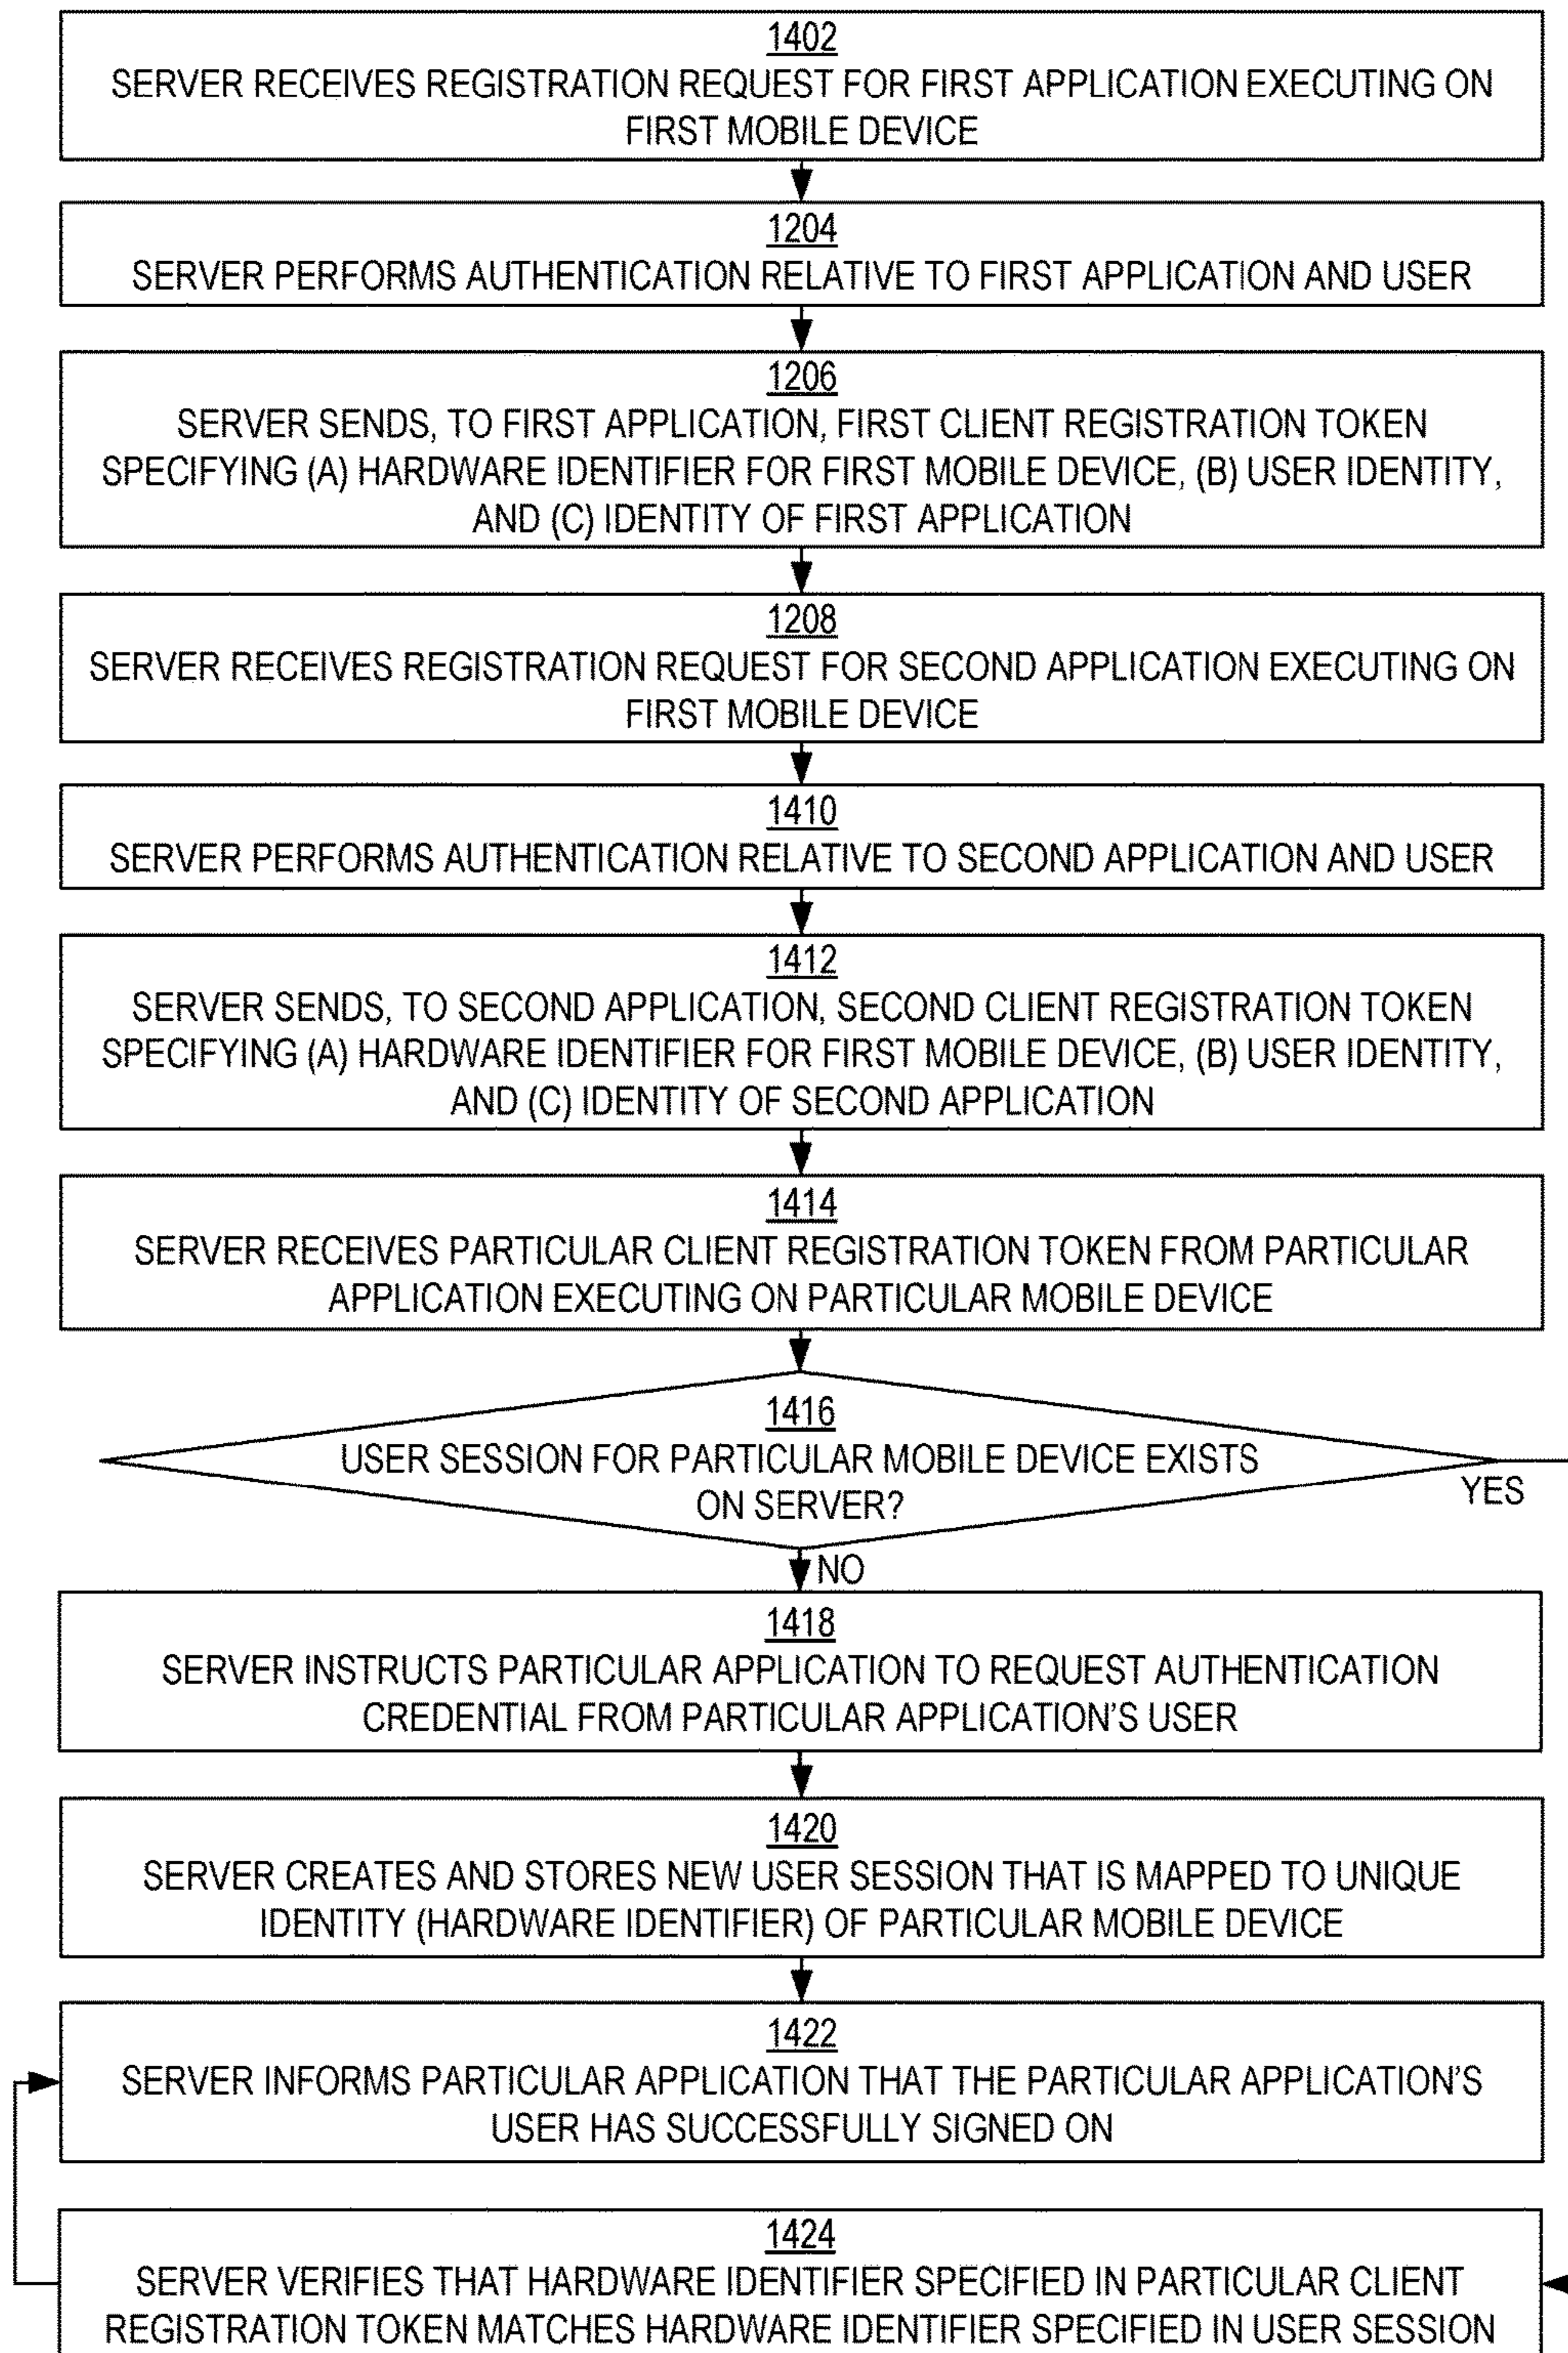 1402
SERVER RECEIVES REGISTRATION REQUEST FOR FIRST APPLICATION EXECUTING ON
FIRST MOBILE DEVICE
1204
SERVER PERFORMS AUTHENTICATION RELATIVE TO FIRST APPLICATION AND USER
1206
SERVER SENDS, TO FIRST APPLICATION, FIRST CLIENT REGISTRATION TOKEN
SPECIFYING (A) HARDWARE IDENTIFIER FOR FIRST MOBILE DEVICE, (B) USER IDENTITY,
AND (C) IDENTITY OF FIRST APPLICATION
1208
SERVER RECEIVES REGISTRATION REQUEST FOR SECOND APPLICATION EXECUTING ON
FIRST MOBILE DEVICE
1410
SERVER PERFORMS AUTHENTICATION RELATIVE TO SECOND APPLICATION AND USER
1412
SERVER SENDS, TO SECOND APPLICATION, SECOND CLIENT REGISTRATION TOKEN
SPECIFYING (A) HARDWARE IDENTIFIER FOR FIRST MOBILE DEVICE, (B) USER IDENTITY,
AND (C) IDENTITY OF SECOND APPLICATION
1414
SERVER RECEIVES PARTICULAR CLIENT REGISTRATION TOKEN FROM PARTICULAR
APPLICATION EXECUTING ON PARTICULAR MOBILE DEVICE
1416
USER SESSION FOR PARTICULAR MOBILE DEVICE EXISTS
ON SERVER?
YES
NO
1418
SERVER INSTRUCTS PARTICULAR APPLICATION TO REQUEST AUTHENTICATION
CREDENTIAL FROM PARTICULAR APPLICATION'S USER
1420
SERVER CREATES AND STORES NEW USER SESSION THAT IS MAPPED TO UNIQUE
IDENTITY (HARDWARE IDENTIFIER) OF PARTICULAR MOBILE DEVICE
1422
SERVER INFORMS PARTICULAR APPLICATION THAT THE PARTICULAR APPLICATION'S
USER HAS SUCCESSFULLY SIGNED ON
1424
SERVER VERIFIES THAT HARDWARE IDENTIFIER SPECIFIED IN PARTICULAR CLIENT
REGISTRATION TOKEN MATCHES HARDWARE IDENTIFIER SPECIFIED IN USER SESSION